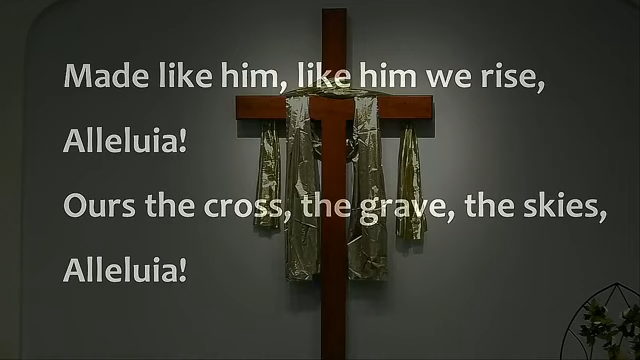 Made like him, like him we rise,
Alleluia!
Ours the cross, the grave, the skies,
Alleluia!